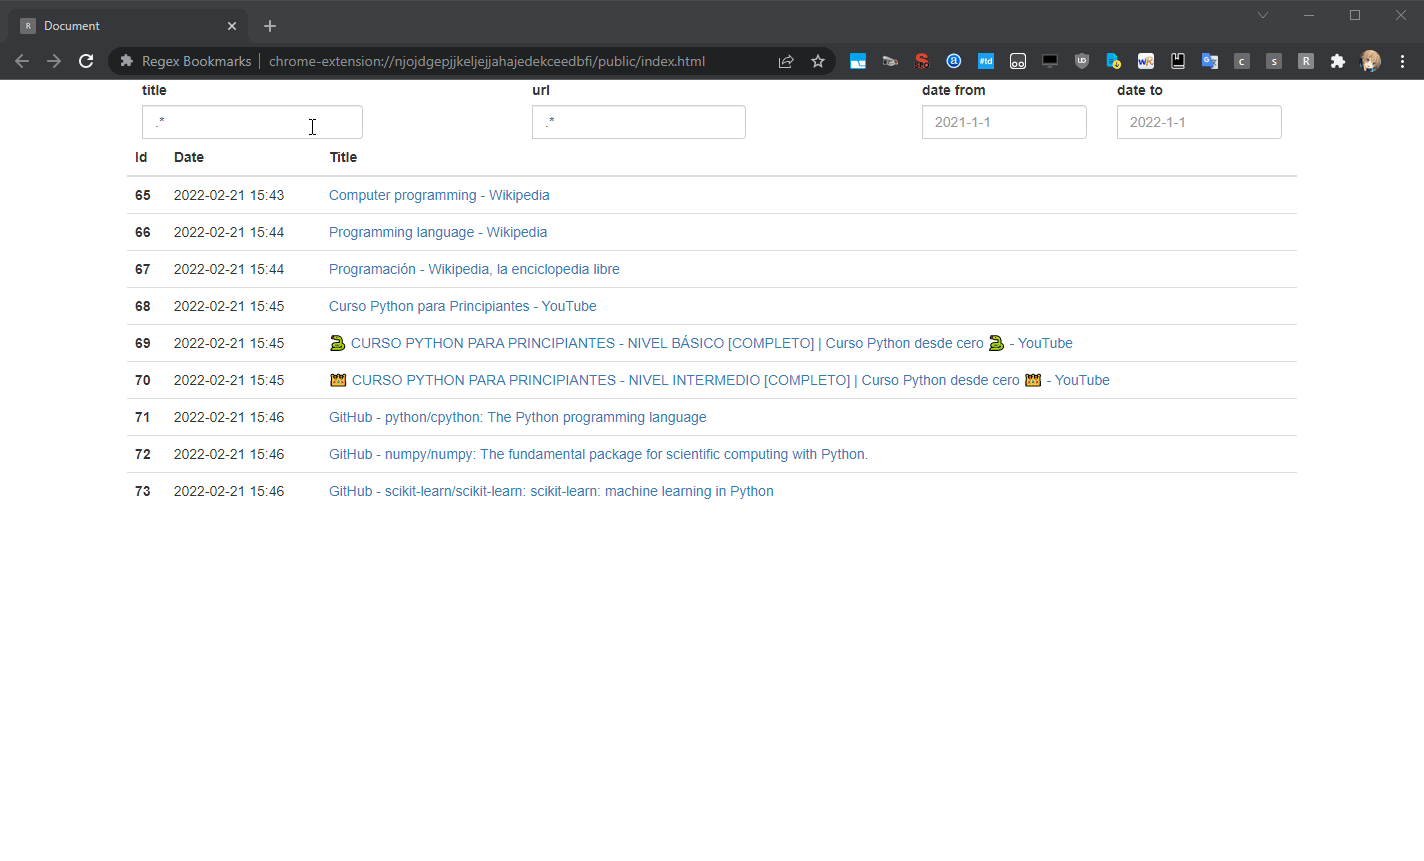 R Document
Regex Bookmarks chrome-extension://njojdgepjjkeljejjahajedekceedbfi/public/index.html #td UO wR C S R
title url date from date to
.* .* 2021-1-1 2022-1-1
Id Date Title
65 2022-02-21 15:43 Computer programming - Wikipedia
66 2022-02-21 15:44 Programming language - Wikipedia
67 2022-02-21 15:44 Programación - Wikipedia, la enciclopedia libre
68 2022-02-21 15:45 Curso Python para Principiantes - YouTube
69 2022-02-21 15:45 🐍 CURSO PYTHON PARA PRINCIPIANTES - NIVEL BÁSICO [COMPLETO] | Curso Python desde cero 🐍 - YouTube
70 2022-02-21 15:45 👑 CURSO PYTHON PARA PRINCIPIANTES - NIVEL INTERMEDIO [COMPLETO] | Curso Python desde cero 👑 - YouTube
71 2022-02-21 15:46 GitHub - python/cpython: The Python programming language
72 2022-02-21 15:46 GitHub - numpy/numpy: The fundamental package for scientific computing with Python.
73 2022-02-21 15:46 GitHub - scikit-learn/scikit-learn: scikit-learn: machine learning in Python